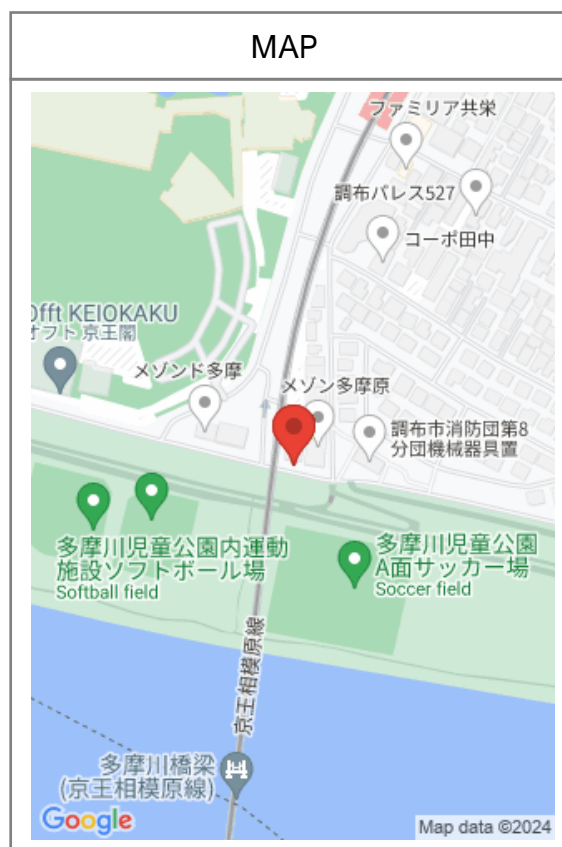 MAP
ファミリア共栄
調布パレス527
コーポ田中
Offt KEIOKAKU
オフト京王閣
メゾンド多摩
メゾン多摩原
調布市消防団第8
分団機械器具置
多摩川児童公園内運動
施設ソフトボール場
Softball field
多摩川児童公園
A面サッカー場
Soccer field
京王相模原線
多摩川橋梁
(京王相模原線)
Google
Map data ©2024